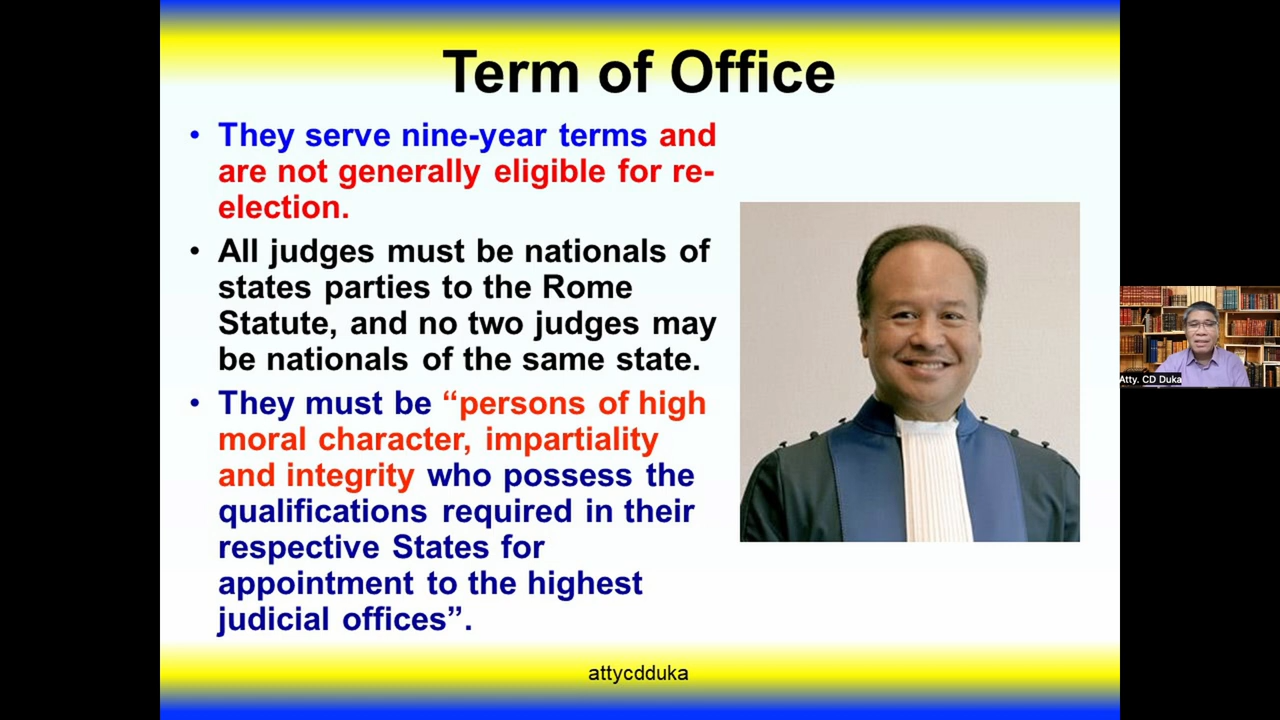 Term of Office
• They serve nine-year terms and
are not generally eligible for re-
election.
• All judges must be nationals of
states parties to the Rome
Statute, and no two judges may
be nationals of the same state.
• They must be “persons of high
moral character, impartiality
and integrity who possess the
qualifications required in their
respective States for
appointment to the highest
judicial offices”.
Atty. CD Duka
attycdduka